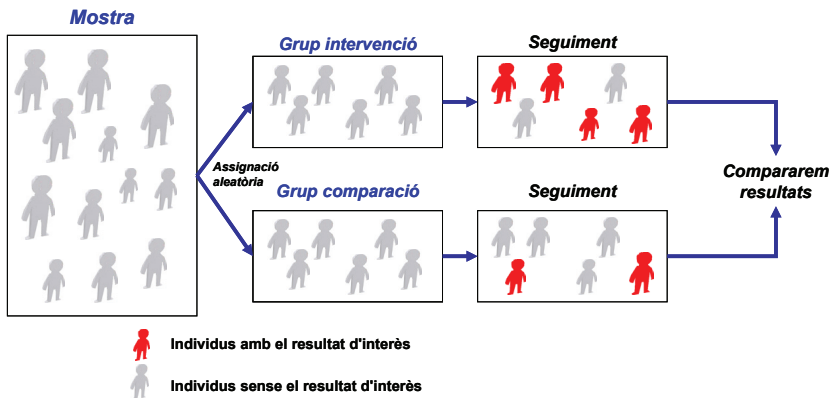 Mostra
Grup intervenció
Seguiment
Assignació
aleatòria
Grup comparació
Seguiment
Compararem
resultats
Individus amb el resultat d'interès
Individus sense el resultat d'interès